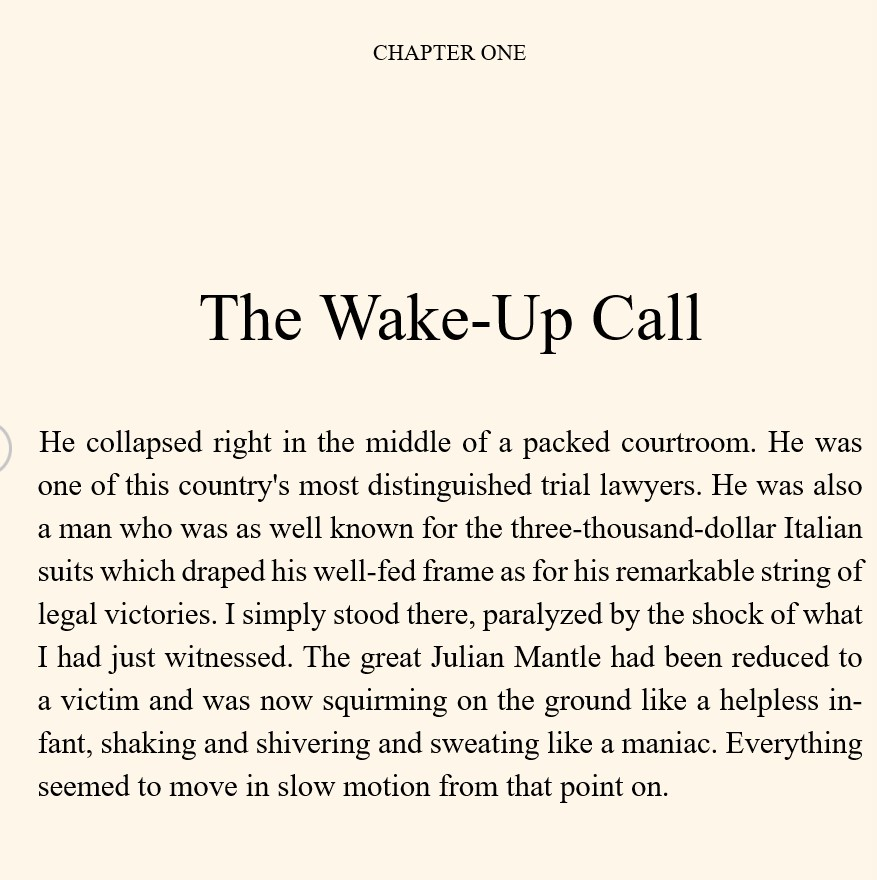 CHAPTER ONE
The Wake-Up Call
He collapsed right in the middle of a packed courtroom. He was
one of this country's most distinguished trial lawyers. He was also
a man who was as well known for the three-thousand-dollar Italian
suits which draped his well-fed frame as for his remarkable string of
legal victories. I simply stood there, paralyzed by the shock of what
I had just witnessed. The great Julian Mantle had been reduced to
a victim and was now squirming on the ground like a helpless in-
fant, shaking and shivering and sweating like a maniac. Everything
seemed to move in slow motion from that point on.